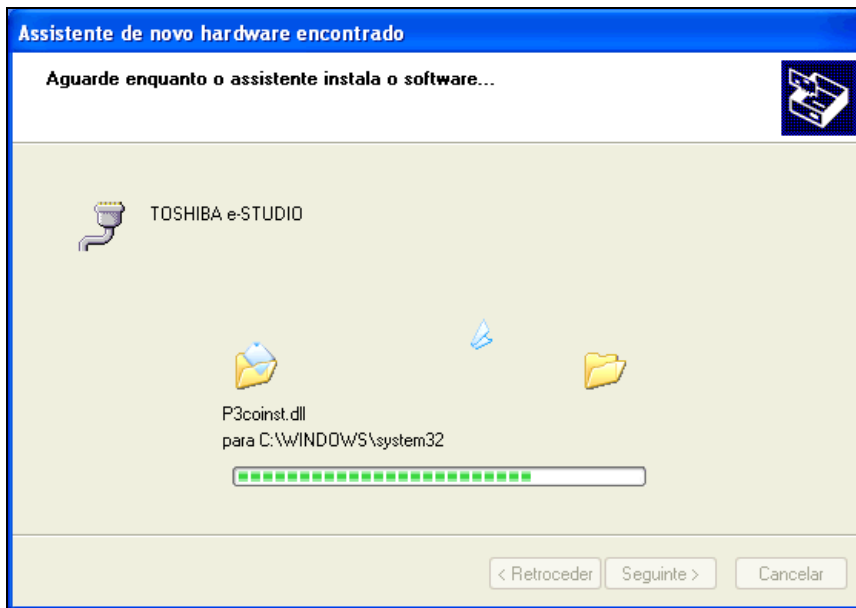 Assistente de novo hardware encontrado
Aguarde enquanto o assistente instala o software...
TOSHIBA e-STUDIO
P3coinst.dll
para C:\WINDOWS\system32
< Retroceder
Seguinte >
Cancelar